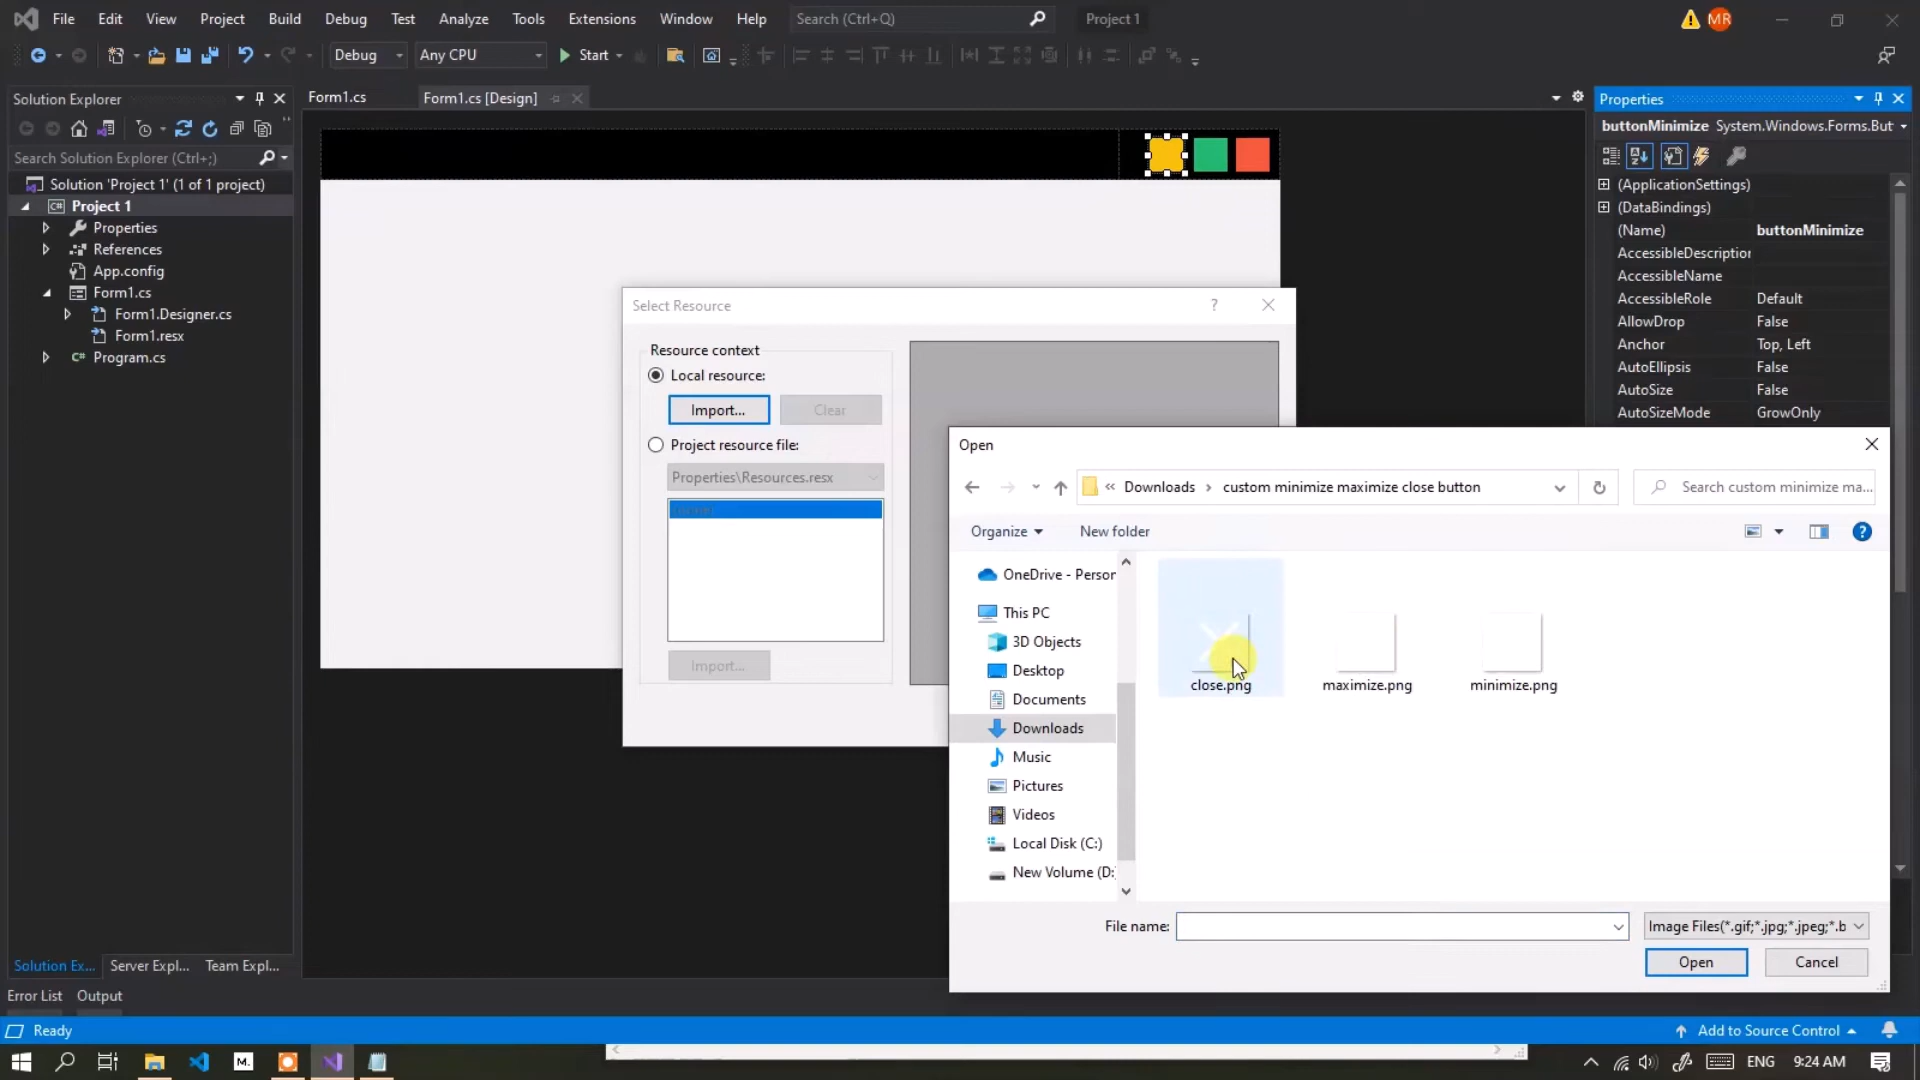 File Edit View Project Build Debug Test Analyze Tools Extensions Window Help Search (Ctrl+Q) Project 1 MR
Debug Any CPU Start
Solution Explorer
Search Solution Explorer (Ctrl+;)
Solution 'Project 1' (1 of 1 project)
C# Project 1
Properties
References
App.config
Form1.cs
Form1.Designer.cs
Form1.resx
C# Program.cs
Solution Ex... Server Expl... Team Expl...
Error List Output
Form1.cs Form1.cs [Design]
Select Resource ?
Resource context
Local resource:
Import... Clear
Project resource file:
Properties\Resources.resx
Import...
Open
« Downloads › custom minimize maximize close button Search custom minimize ma...
Organize New folder ?
OneDrive - Person
This PC
3D Objects
Desktop
Documents
Downloads
Music
Pictures
Videos
Local Disk (C:)
New Volume (D:
close.png maximize.png minimize.png
File name: Image Files(*.gif;*.jpg;*.jpeg;*.b
Open Cancel
Properties
buttonMinimize System.Windows.Forms.But
(ApplicationSettings)
(DataBindings)
(Name) buttonMinimize
AccessibleDescription
AccessibleName
AccessibleRole Default
AllowDrop False
Anchor Top, Left
AutoEllipsis False
AutoSize False
AutoSizeMode GrowOnly
Ready Add to Source Control
M. ENG 9:24 AM